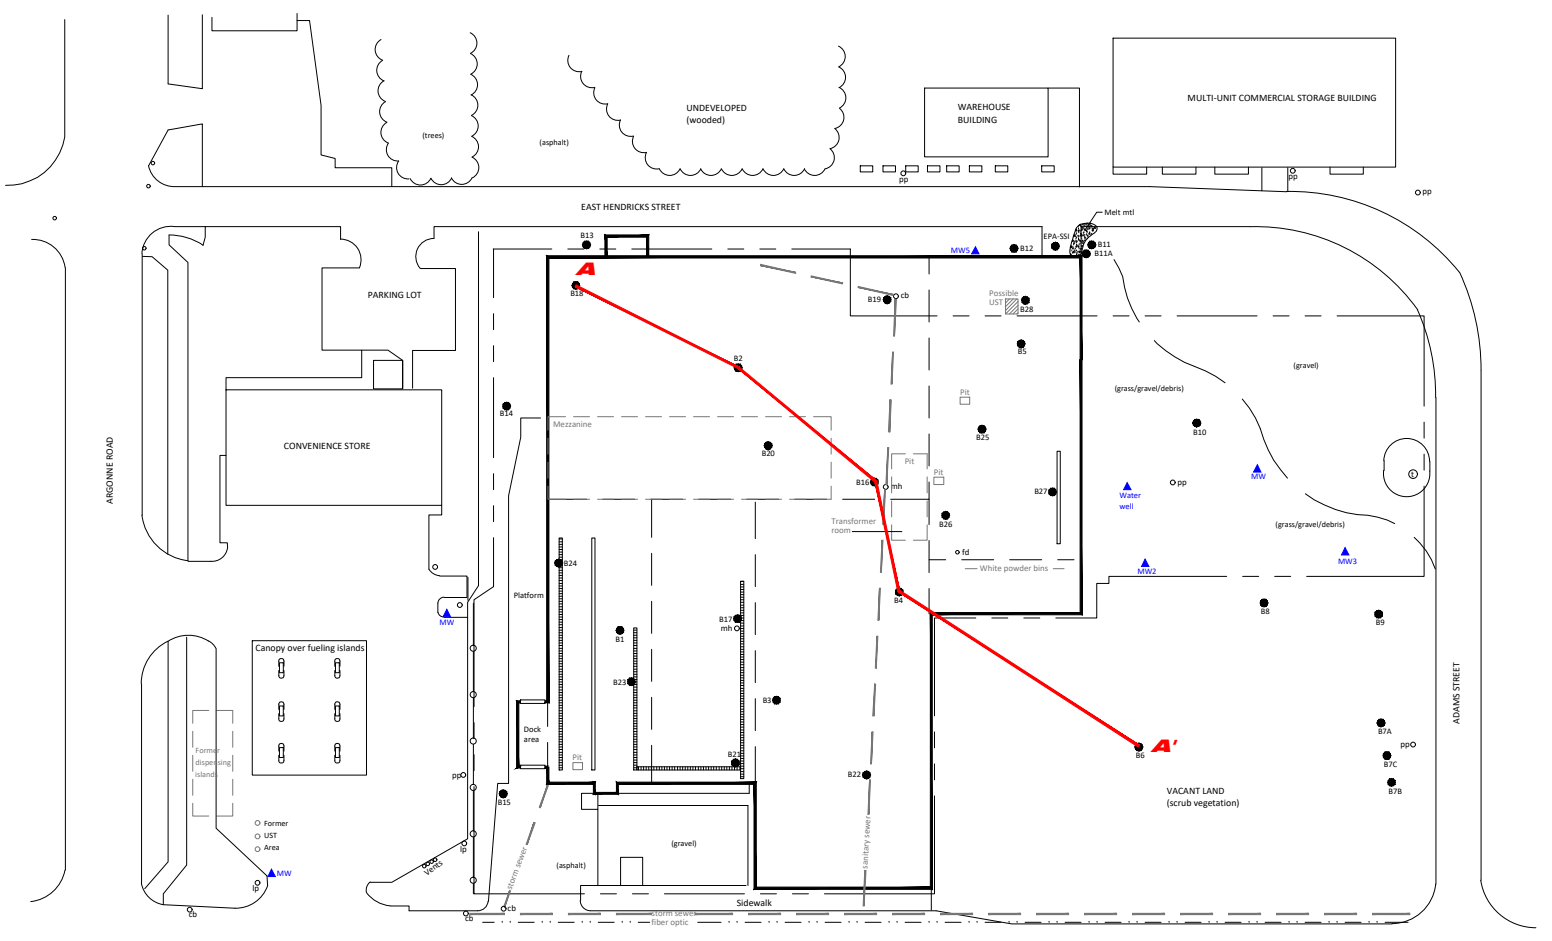 MULTI-UNIT COMMERCIAL STORAGE BUILDING
UNDEVELOPED
(wooded)
WAREHOUSE
BUILDING
(trees)
(asphalt)
pp
pp
pp
EAST HENDRICKS STREET
Melt mtl
B13
EPA-SSI
B11
MW5
B12
B11A
A
B18
PARKING LOT
B19
cb
Possible
UST
B28
B5
B2
(gravel)
(grass/gravel/debris)
Pit
B14
Mezzanine
B25
B10
ARGONNE ROAD
CONVENIENCE STORE
B20
Pit
Pit
MW
t
B16
mh
B27
pp
Water
well
B26
Transformer
room
(grass/gravel/debris)
fd
MW3
B24
White powder bins
MW2
Platform
B4
B8
B9
MW
B17
mh
B1
Canopy over fueling islands
B23
B3
ADAMS STREET
Dock
area
B7A
A'
B6
pp
Former
dispensing
islands
Pit
B21
B7C
pp
B22
B7B
B15
VACANT LAND
(scrub vegetation)
Former
UST
Area
lp
(gravel)
sanitary sewer
Vents
storm sewer
(asphalt)
MW
lp
Sidewalk
cb
cb
cb
storm sewer
fiber optic